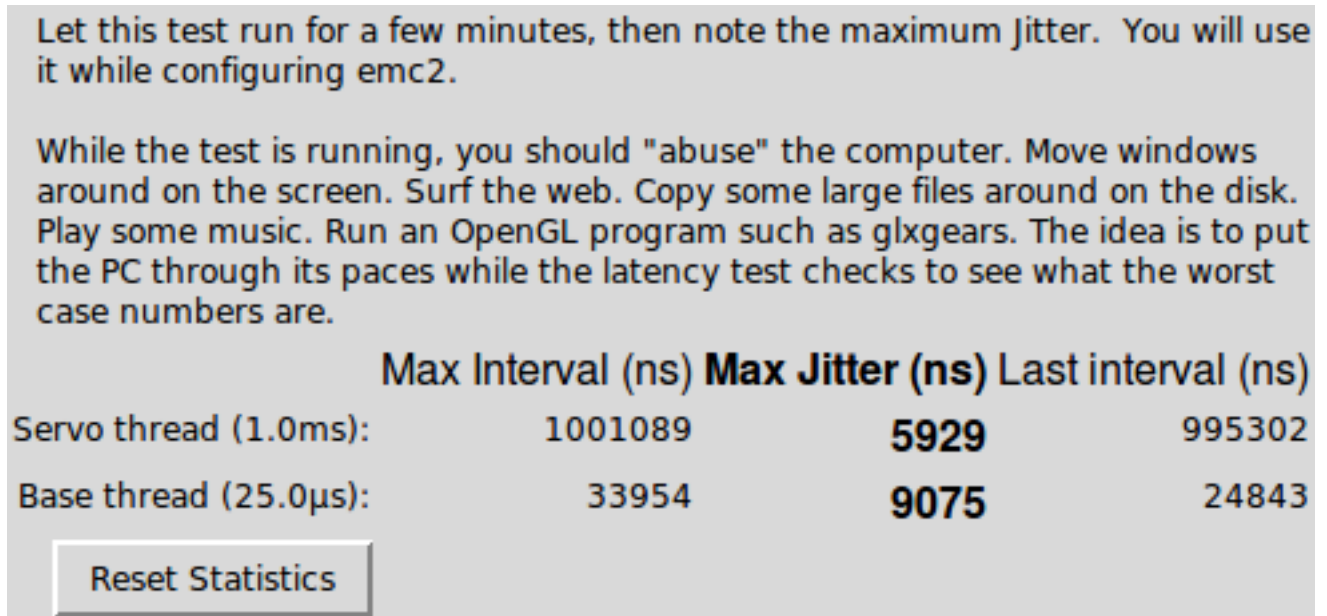 Let this test run for a few minutes, then note the maximum Jitter.  You will use
it while configuring emc2.
While the test is running, you should "abuse" the computer. Move windows
around on the screen. Surf the web. Copy some large files around on the disk.
Play some music. Run an OpenGL program such as glxgears. The idea is to put
the PC through its paces while the latency test checks to see what the worst
case numbers are.
Max Interval (ns) Max Jitter (ns) Last interval (ns)
Servo thread (1.0ms): 1001089 5929 995302
Base thread (25.0µs): 33954 9075 24843
Reset Statistics